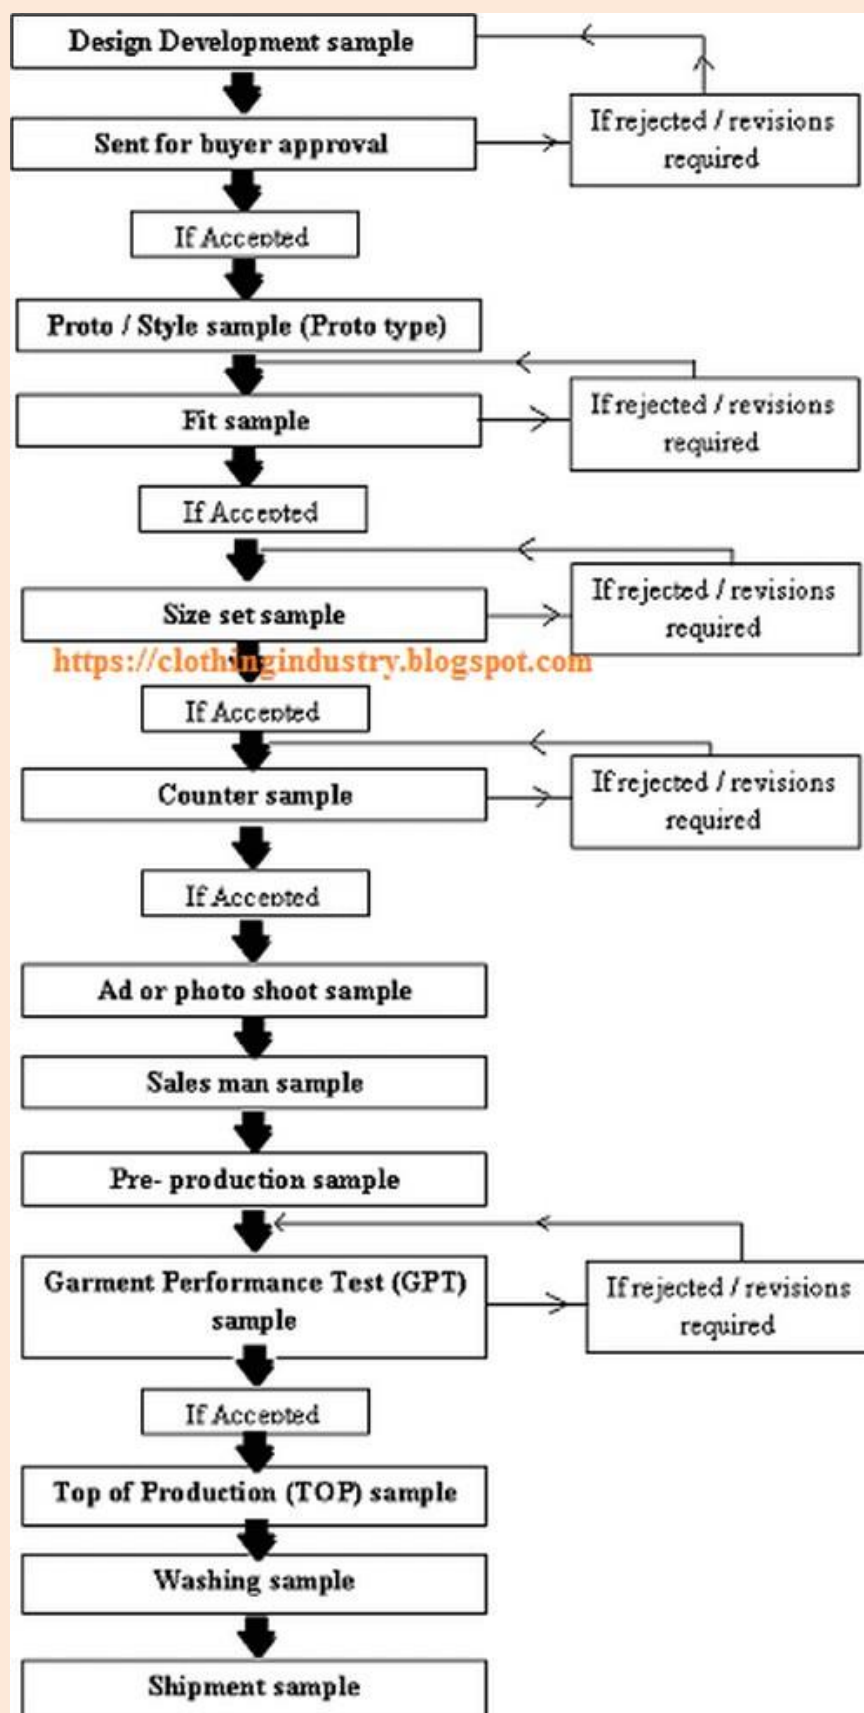 Design Development sample
Sent for buyer approval
If rejected / revisions
required
If Accepted
Proto / Style sample (Proto type)
Fit sample
If rejected / revisions
required
If Accepted
Size set sample
If rejected / revisions
required
https://clothingindustry.blogspot.com
If Accepted
Counter sample
If rejected / revisions
required
If Accepted
Ad or photo shoot sample
Sales man sample
Pre- production sample
Garment Performance Test (GPT)
sample
If rejected / revisions
required
If Accepted
Top of Production (TOP) sample
Washing sample
Shipment sample